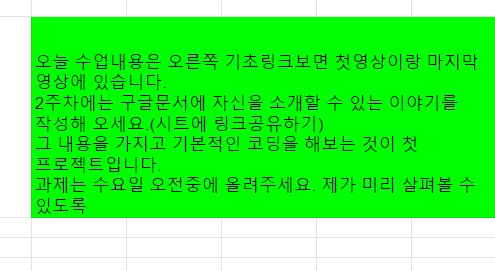 오늘 수업내용은 오른쪽 기초링크보면 첫영상이랑 마지막
영상에 있습니다.
2주차에는 구글문서에 자신을 소개할 수 있는 이야기를
작성해 오세요.(시트에 링크공유하기)
그 내용을 가지고 기본적인 코딩을 해보는 것이 첫
프로젝트입니다.
과제는 수요일 오전중에 올려주세요. 제가 미리 살펴볼 수
있도록